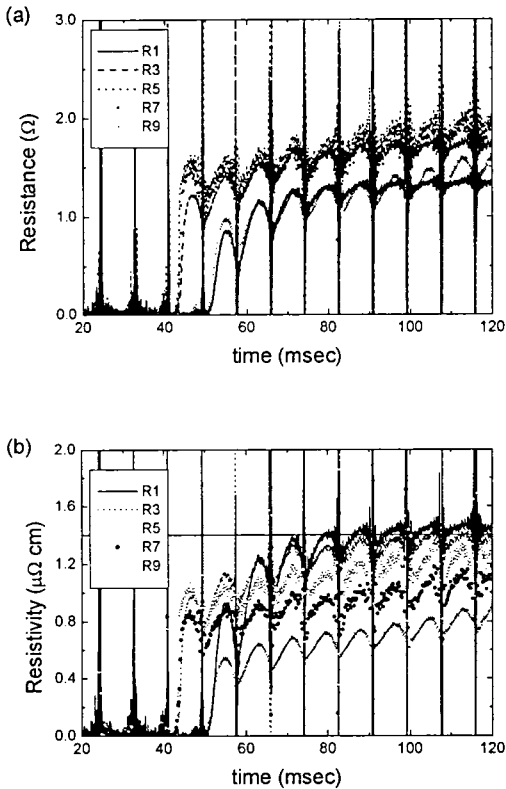 (a)
3.0
R1
R3
R5
R7
R9
2.0
1.0
0.0
Resistance (Ω)
20 40 60 80 100 120
time (msec)
(b)
2.0
R1
R3
R5
R7
R9
1.6
1.2
0.8
0.4
0.0
Resistivity (μΩ cm)
20 40 60 80 100 120
time (msec)